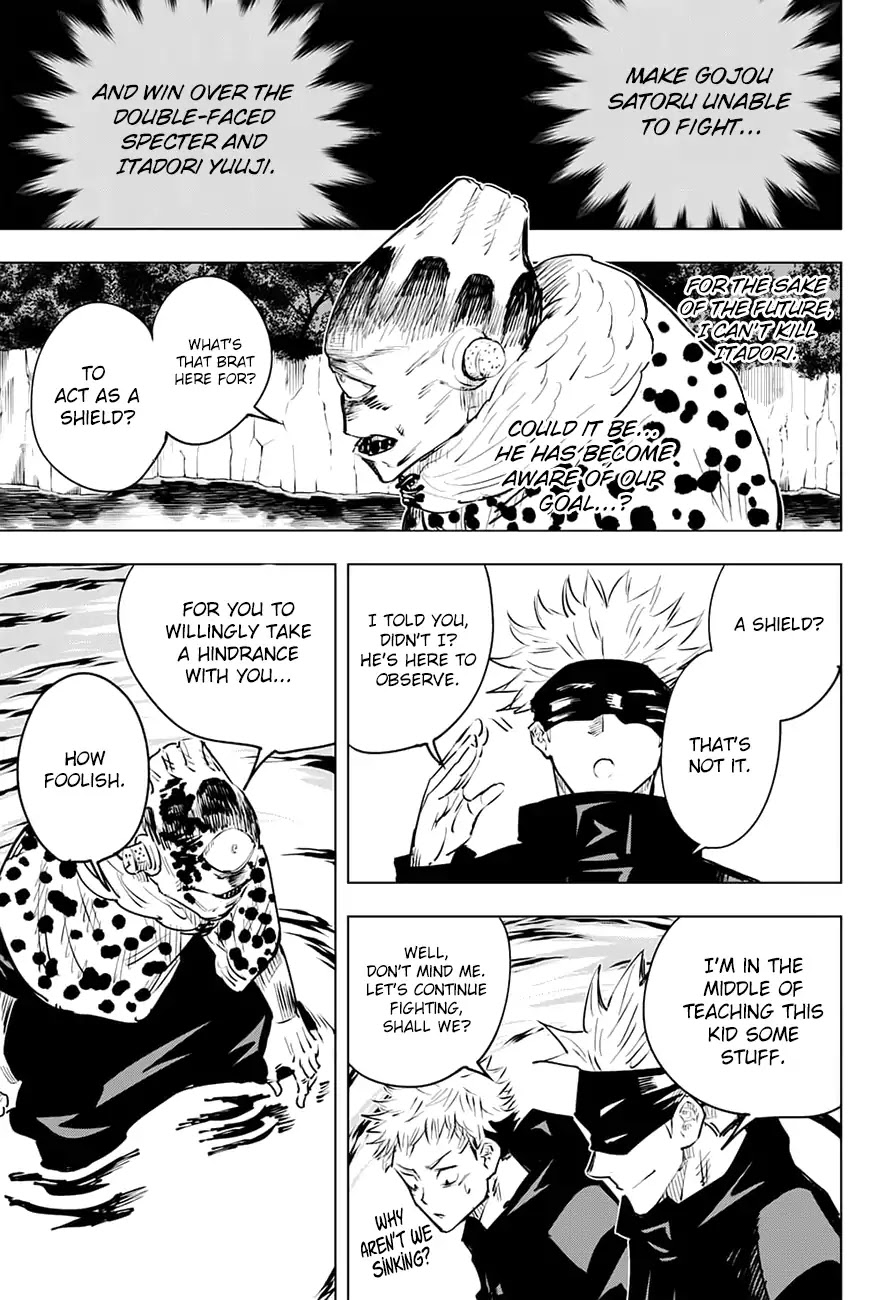 MAKE GOJOU
SATORU UNABLE
TO FIGHT...
AND WIN OVER THE
DOUBLE-FACED
SPECTER AND
ITADORI YUUJI.
FOR THE SAKE
OF THE FUTURE,
I CAN'T KILL
ITADORI.
COULD IT BE...
HE HAS BECOME
AWARE OF OUR
GOAL...?
WHAT'S
THAT BRAT
HERE FOR?
TO
ACT AS A
SHIELD?
A SHIELD?
THAT'S
NOT IT.
I TOLD YOU,
DIDN'T I?
HE'S HERE TO
OBSERVE.
FOR YOU TO
WILLINGLY TAKE
A HINDRANCE
WITH YOU...
HOW
FOOLISH.
I'M IN THE
MIDDLE OF
TEACHING THIS
KID SOME
STUFF.
WELL,
DON'T MIND ME.
LET'S CONTINUE
FIGHTING,
SHALL WE?
WHY
AREN'T WE
SINKING?